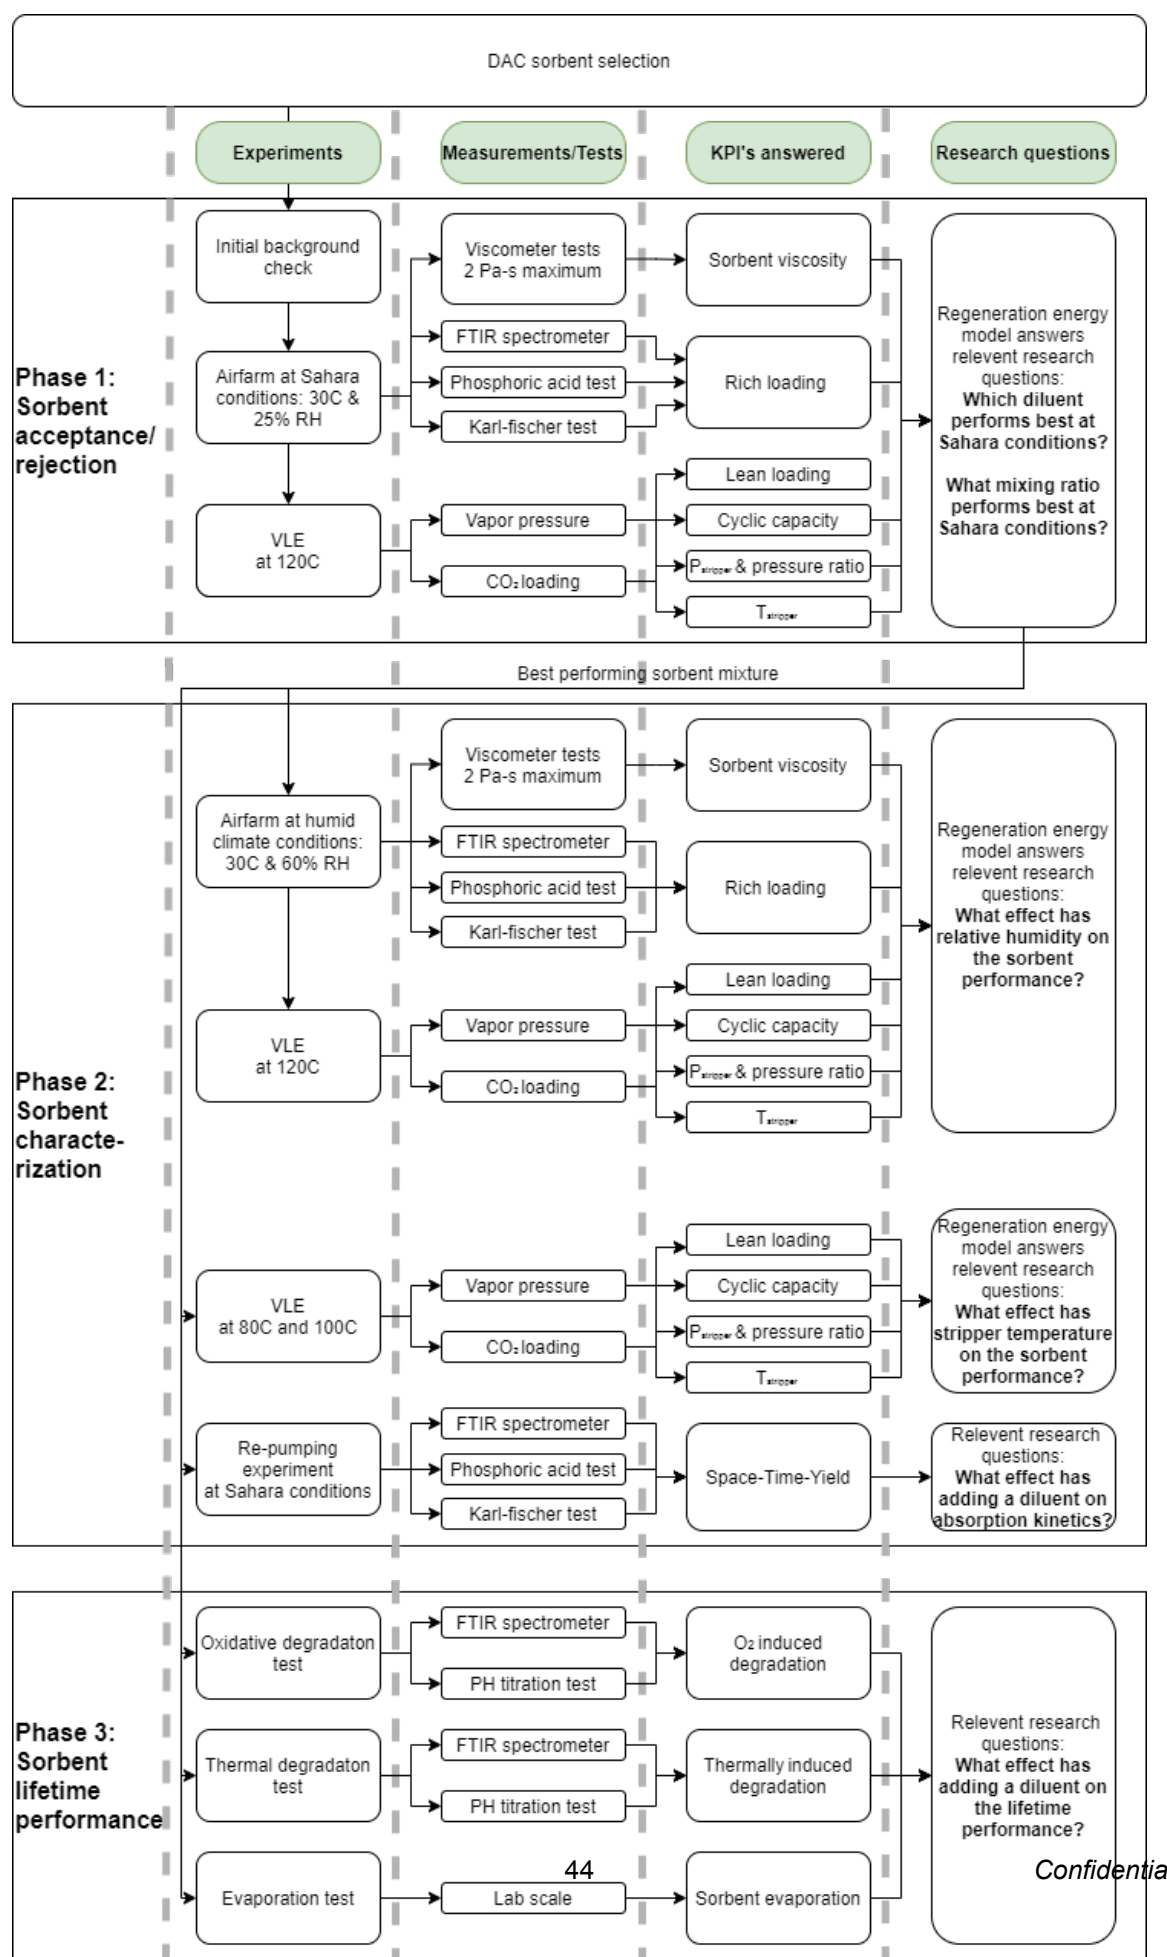 DAC sorbent selection
Experiments
Measurements/Tests
KPI's answered
Research questions
Phase 1:
Sorbent
acceptance/
rejection
Initial background
check
Airfarm at Sahara
conditions: 30C &
25% RH
VLE
at 120C
Viscometer tests
2 Pa-s maximum
FTIR spectrometer
Phosphoric acid test
Karl-fischer test
Vapor pressure
CO₂ loading
Sorbent viscosity
Rich loading
Lean loading
Cyclic capacity
Pstripper & pressure ratio
Tstripper
Regeneration energy
model answers
relevent research
questions:
Which diluent
performs best at
Sahara conditions?
What mixing ratio
performs best at
Sahara conditions?
Best performing sorbent mixture
Phase 2:
Sorbent
characte-
rization
Airfarm at humid
climate conditions:
30C & 60% RH
VLE
at 120C
Viscometer tests
2 Pa-s maximum
FTIR spectrometer
Phosphoric acid test
Karl-fischer test
Vapor pressure
CO₂ loading
Sorbent viscosity
Rich loading
Lean loading
Cyclic capacity
Pstripper & pressure ratio
Tstripper
Regeneration energy
model answers
relevent research
questions:
What effect has
relative humidity on
the sorbent
performance?
VLE
at 80C and 100C
Vapor pressure
CO₂ loading
Lean loading
Cyclic capacity
Pstripper & pressure ratio
Tstripper
Regeneration energy
model answers
relevent research
questions:
What effect has
stripper temperature
on the sorbent
performance?
Re-pumping
experiment
at Sahara conditions
FTIR spectrometer
Phosphoric acid test
Karl-fischer test
Space-Time-Yield
Relevent research
questions:
What effect has
adding a diluent on
absorption kinetics?
Phase 3:
Sorbent
lifetime
performance
Oxidative degradaton
test
FTIR spectrometer
PH titration test
O₂ induced
degradation
Thermal degradaton
test
FTIR spectrometer
PH titration test
Thermally induced
degradation
Evaporation test
Lab scale
Sorbent evaporation
Relevent research
questions:
What effect has
adding a diluent on
the lifetime
performance?
44
Confidentia